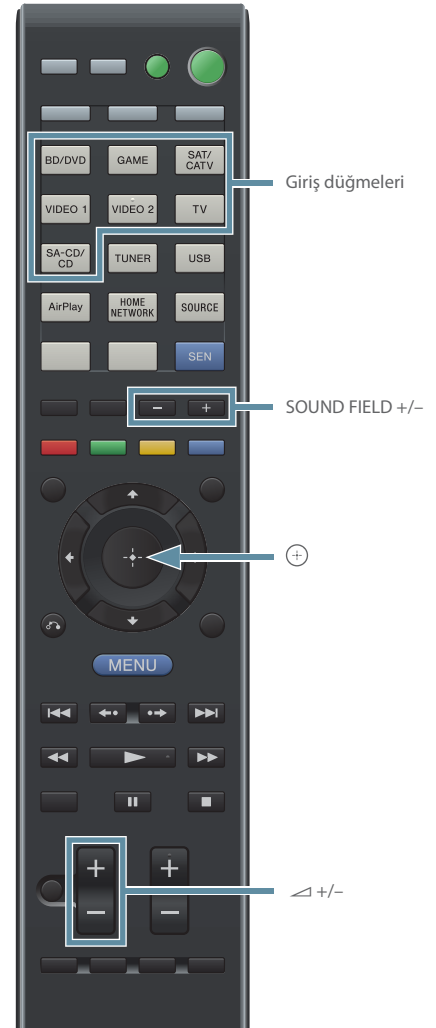 BD/DVD
GAME
SAT/
CATV
Giriş düğmeleri
VIDEO 1
VIDEO 2
TV
SA-CD/
CD
TUNER
USB
AirPlay
HOME
NETWORK
SOURCE
SEN
– +
SOUND FIELD +/–
MENU
+ +
– –
+/–